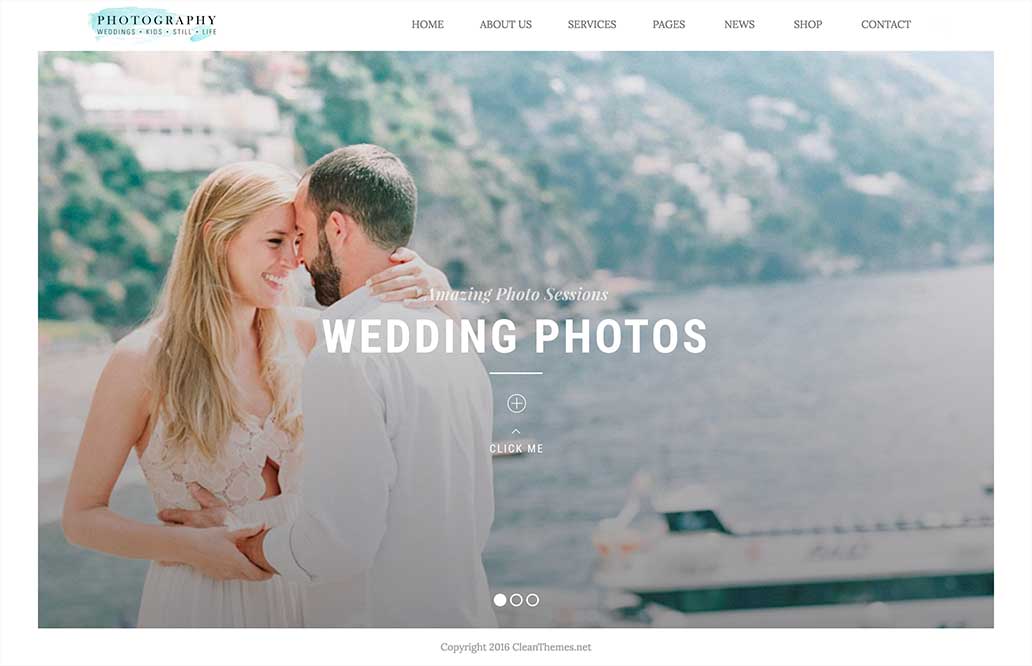 PHOTOGRAPHY
WEDDINGS • KIDS • STILL • LIFE
HOME ABOUT US SERVICES PAGES NEWS SHOP CONTACT
Amazing Photo Sessions
WEDDING PHOTOS
CLICK ME
Copyright 2016 CleanThemes.net